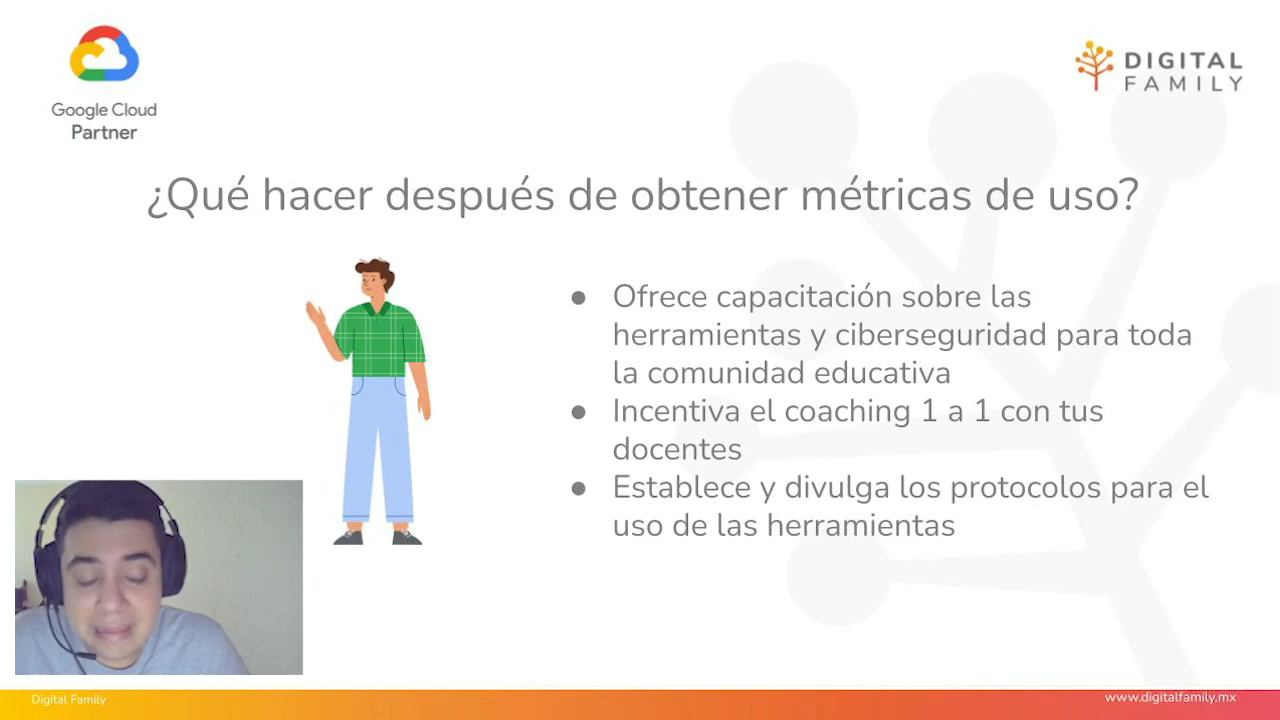 Google Cloud
Partner
DIGITAL
FAMILY
¿Qué hacer después de obtener métricas de uso?
● Ofrece capacitación sobre las
herramientas y ciberseguridad para toda
la comunidad educativa
● Incentiva el coaching 1 a 1 con tus
docentes
● Establece y divulga los protocolos para el
uso de las herramientas
Digital Family
www.digitalfamily.mx